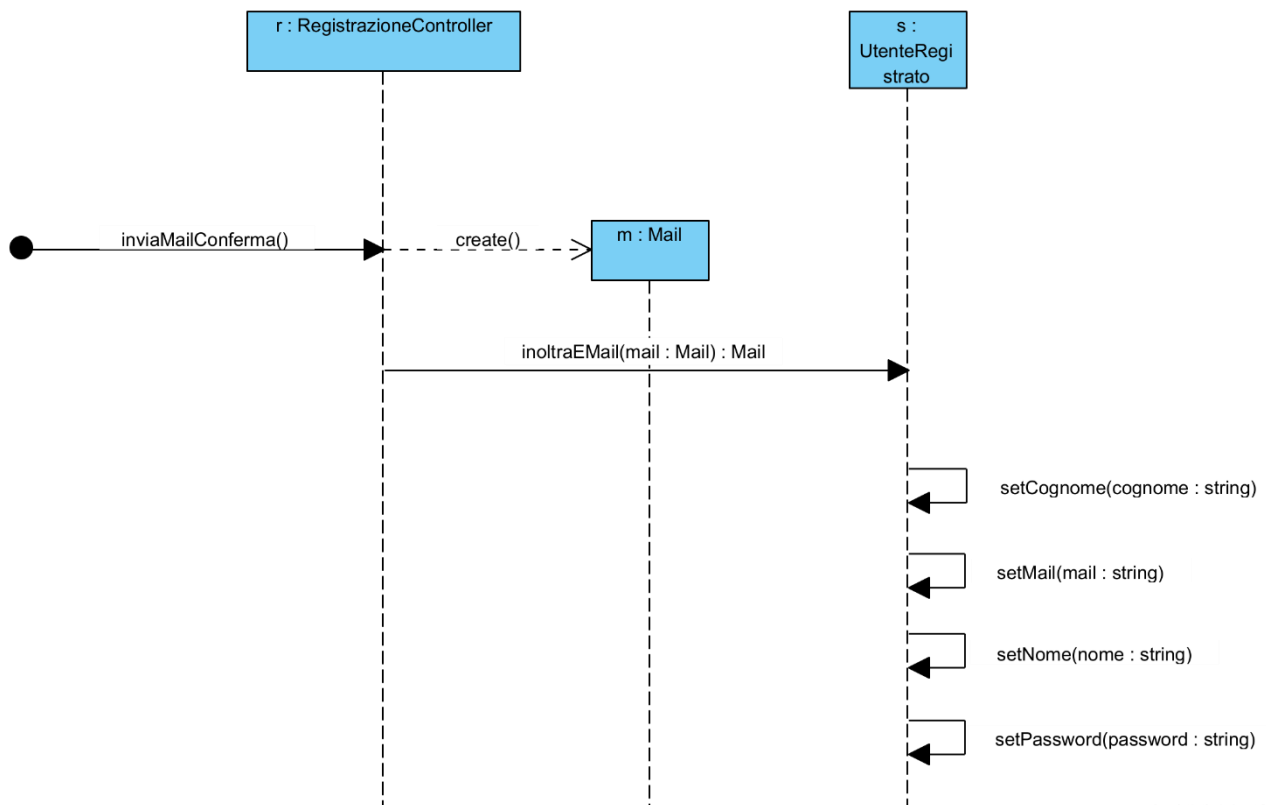 r : RegistrazioneController
s :
UtenteRegi
strato
inviaMailConferma()
create()
m : Mail
inoltraEMail(mail : Mail) : Mail
setCognome(cognome : string)
setMail(mail : string)
setNome(nome : string)
setPassword(password : string)